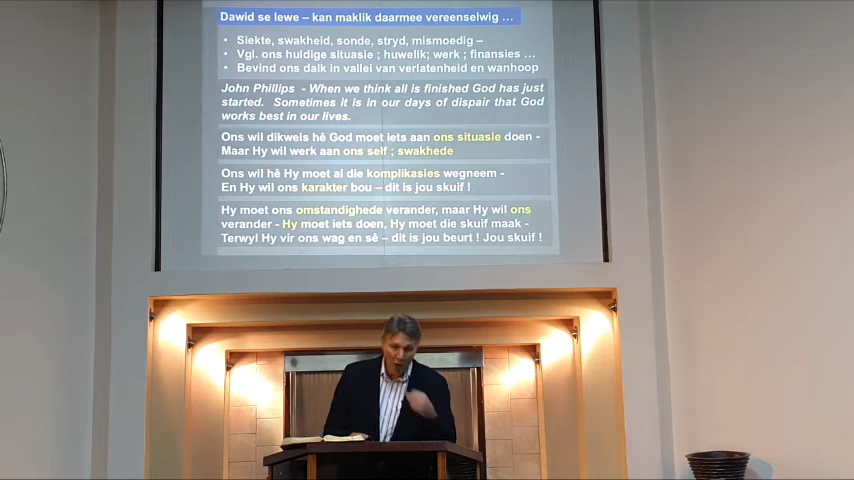 Dawid se lewe – kan maklik daarmee vereenselwig …
• Siekte, swakheid, sonde, stryd, mismoedig –
• Vgl. ons huidige situasie ; huwelik; werk ; finansies …
• Bevind ons dalk in vallei van verlatenheid en wanhoop
John Phillips - When we think all is finished God has just
started. Sometimes it is in our days of despair that God
works best in our lives.
Ons wil dikwels hê God moet iets aan ons situasie doen -
Maar Hy wil werk aan ons self ; swakhede
Ons wil hê Hy moet al die komplikasies wegneem -
En Hy wil ons karakter bou – dit is jou skuif !
Hy moet ons omstandighede verander, maar Hy wil ons
verander - Hy moet iets doen, Hy moet die skuif maak -
Terwyl Hy vir ons wag en sê – dit is jou beurt ! Jou skuif !